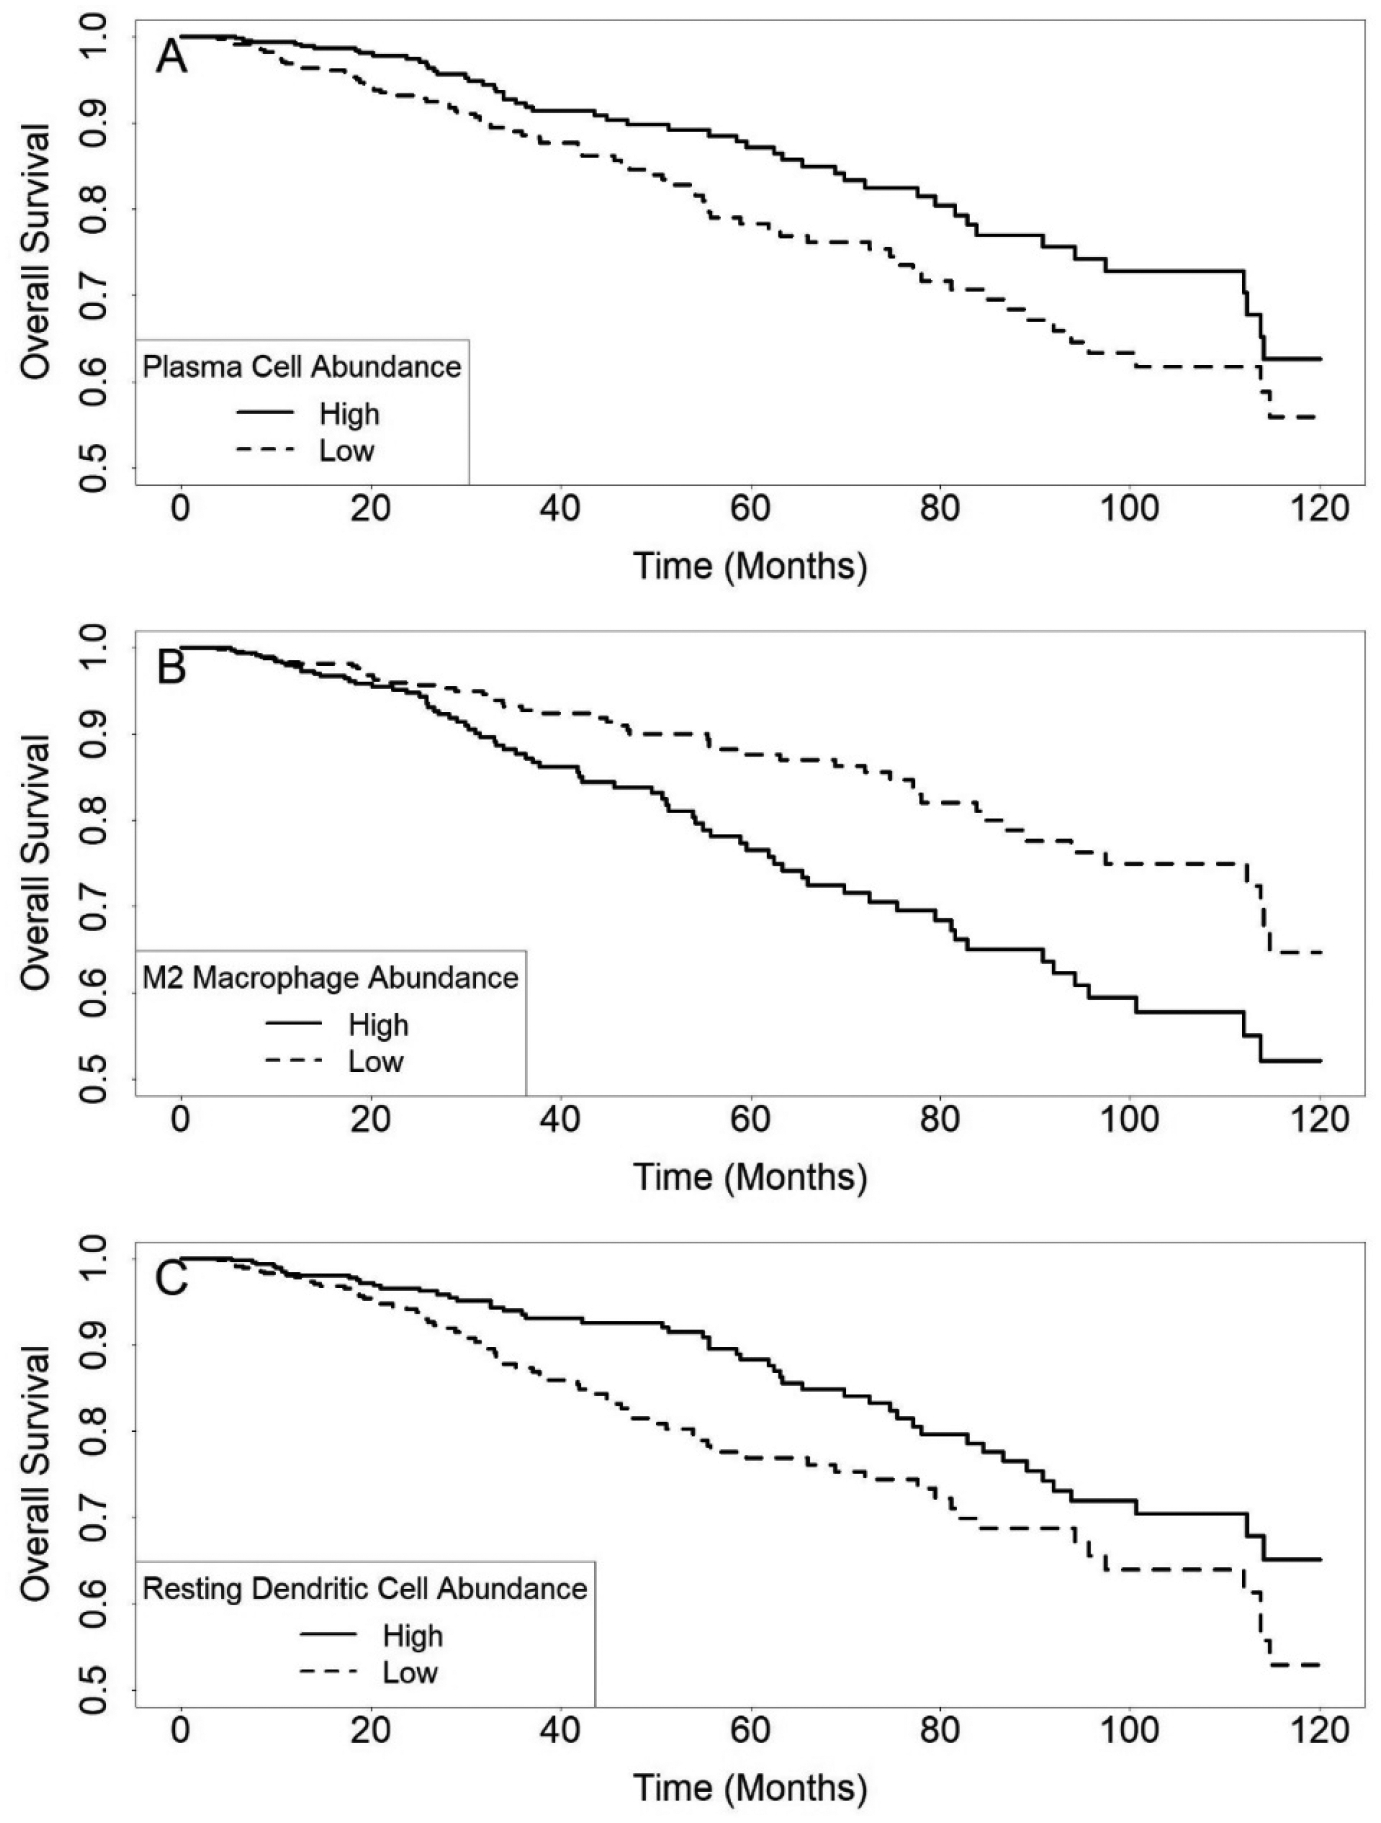 A
Overall Survival
1.0
0.9
0.8
0.7
0.6
0.5
Plasma Cell Abundance
High
Low
0 20 40 60 80 100 120
Time (Months)
B
Overall Survival
1.0
0.9
0.8
0.7
0.6
0.5
M2 Macrophage Abundance
High
Low
0 20 40 60 80 100 120
Time (Months)
C
Overall Survival
1.0
0.9
0.8
0.7
0.6
0.5
Resting Dendritic Cell Abundance
High
Low
0 20 40 60 80 100 120
Time (Months)